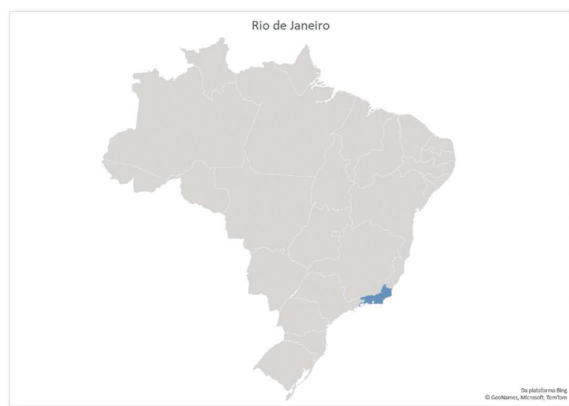 Rio de Janeiro
Da plataforma Bing
© GeoNames, Microsoft, TomTom